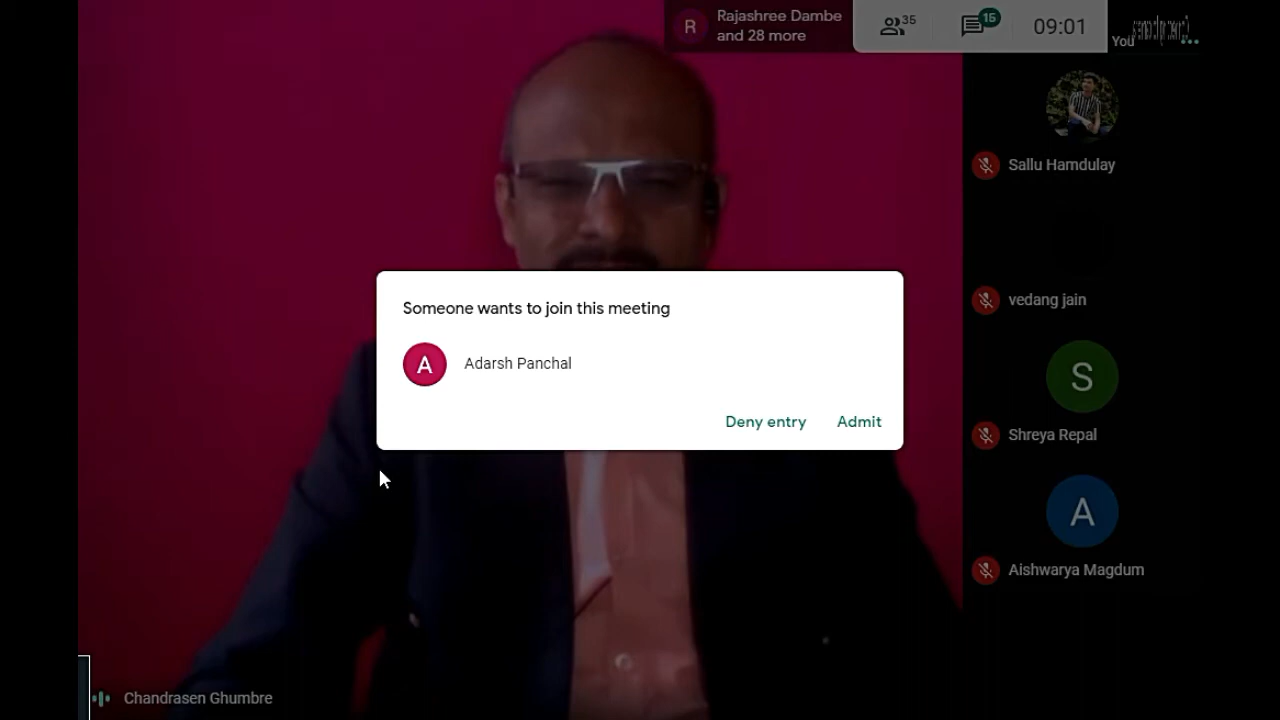 R
Rajashree Dambe
and 28 more
35
15
09:01
You
Sallu Hamdulay
vedang jain
S
Shreya Repal
A
Aishwarya Magdum
Someone wants to join this meeting
A
Adarsh Panchal
Deny entry
Admit
Chandrasen Ghumbre